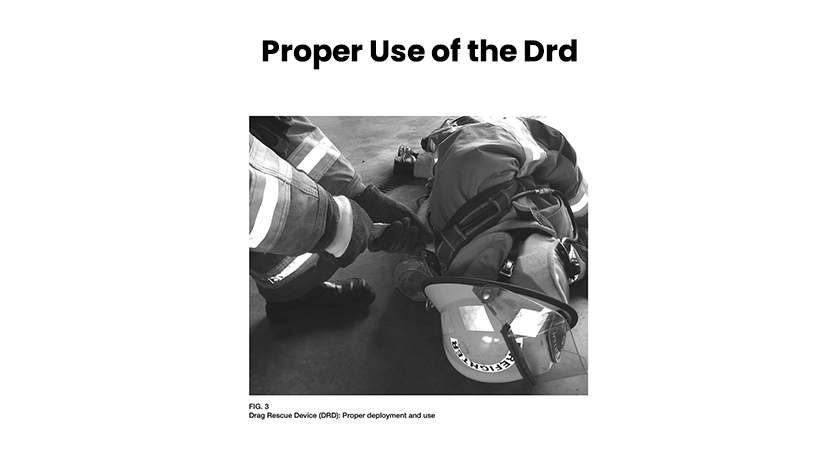 Proper Use of the Drd
FIREFIGHTER
FIG. 3
Drag Rescue Device (DRD): Proper deployment and use